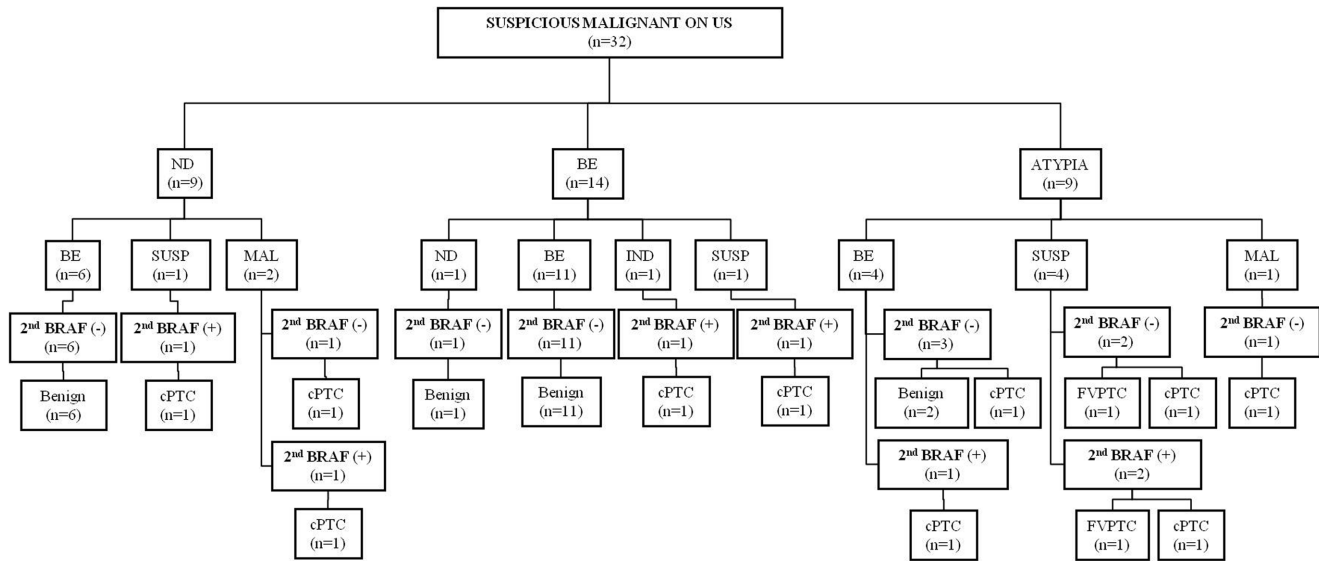 SUSPICIOUS MALIGNANT ON US
(n=32)
ND
(n=9)
BE
(n=14)
ATYPIA
(n=9)
BE
(n=6)
SUSP
(n=1)
MAL
(n=2)
ND
(n=1)
BE
(n=11)
IND
(n=1)
SUSP
(n=1)
BE
(n=4)
SUSP
(n=4)
MAL
(n=1)
2nd BRAF (-)
(n=6)
2nd BRAF (+)
(n=1)
2nd BRAF (-)
(n=1)
2nd BRAF (-)
(n=1)
2nd BRAF (-)
(n=11)
2nd BRAF (+)
(n=1)
2nd BRAF (+)
(n=1)
2nd BRAF (-)
(n=3)
2nd BRAF (-)
(n=2)
2nd BRAF (-)
(n=1)
Benign
(n=6)
cPTC
(n=1)
cPTC
(n=1)
Benign
(n=1)
Benign
(n=11)
cPTC
(n=1)
cPTC
(n=1)
Benign
(n=2)
cPTC
(n=1)
FVPTC
(n=1)
cPTC
(n=1)
cPTC
(n=1)
2nd BRAF (+)
(n=1)
2nd BRAF (+)
(n=1)
2nd BRAF (+)
(n=2)
cPTC
(n=1)
cPTC
(n=1)
FVPTC
(n=1)
cPTC
(n=1)